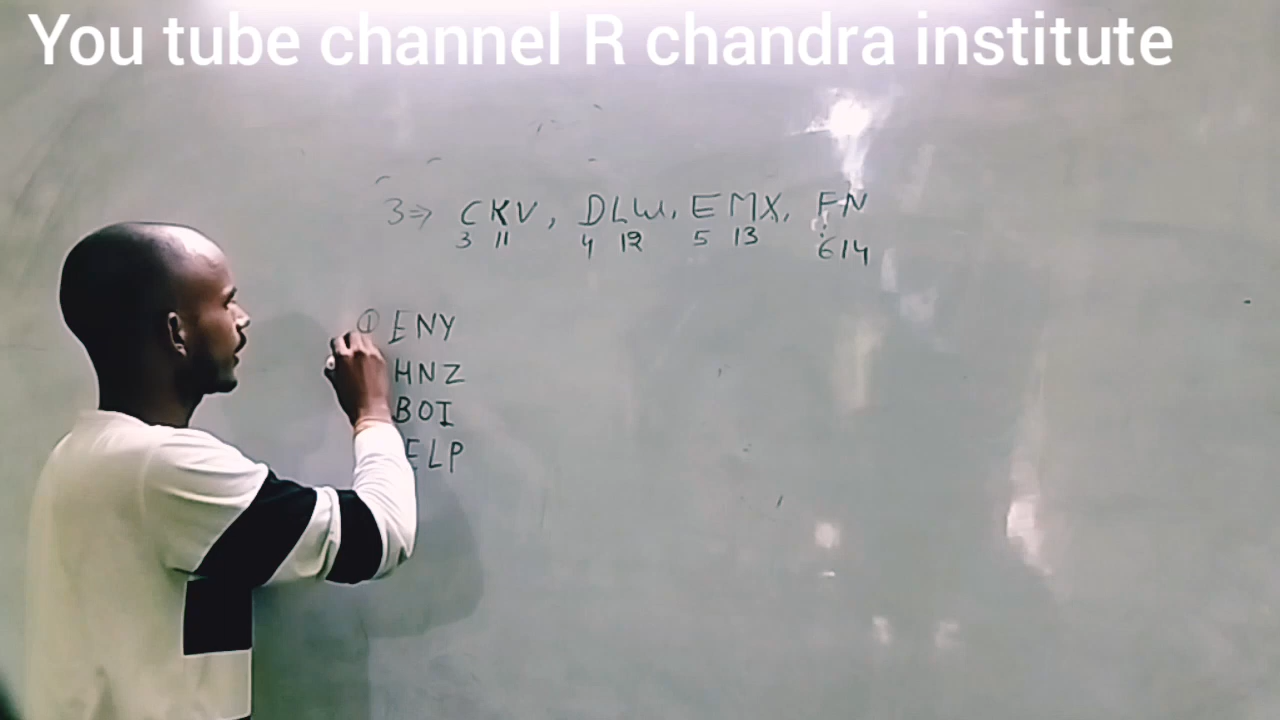 You tube channel R chandra institute
3⇒ CKV, DLW, EMX, FN
3 11 4 12 5 13 6 14
① ENY
HNZ
BOI
ELP